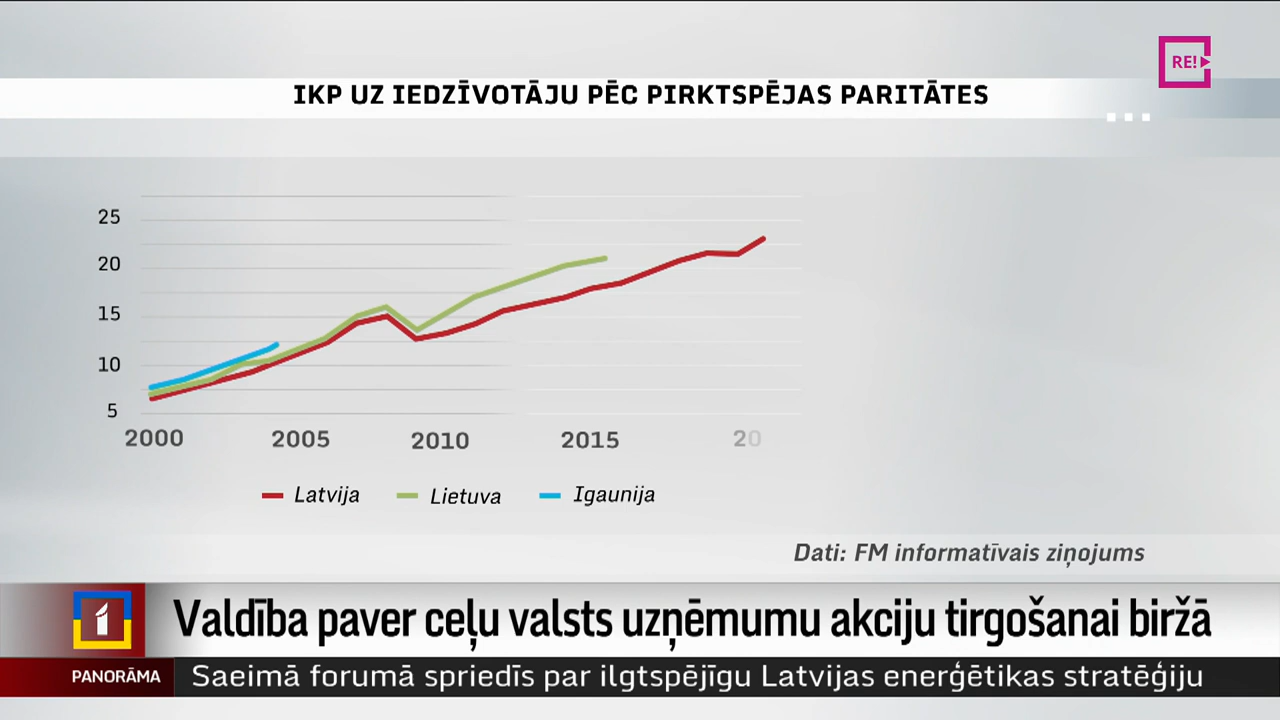 RE!
IKP UZ IEDZĪVOTĀJU PĒC PIRKTSPĒJAS PARITĀTES
25
20
15
10
5
2000 2005 2010 2015 20
Latvija Lietuva Igaunija
Dati: FM informatīvais ziņojums
1 Valdība paver ceļu valsts uzņēmumu akciju tirgošanai biržā
PANORĀMA Saeimā forumā spriedīs par ilgtspējīgu Latvijas enerģētikas stratēģiju